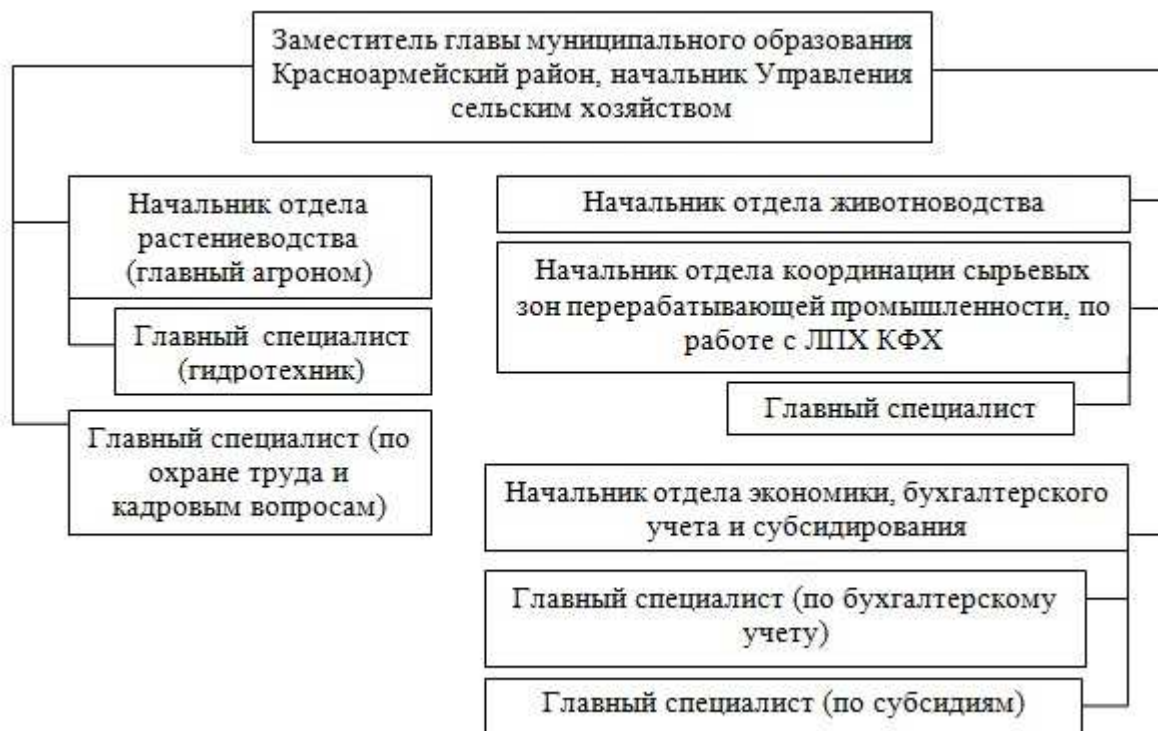 Заместитель главы муниципального образования
Красноармейский район, начальник Управления
сельским хозяйством
Начальник отдела
растениеводства
(главный агроном)
Главный специалист
(гидротехник)
Главный специалист (по
охране труда и
кадровым вопросам)
Начальник отдела животноводства
Начальник отдела координации сырьевых
зон перерабатывающей промышленности, по
работе с ЛПХ КФХ
Главный специалист
Начальник отдела экономики, бухгалтерского
учета и субсидирования
Главный специалист (по бухгалтерскому
учету)
Главный специалист (по субсидиям)